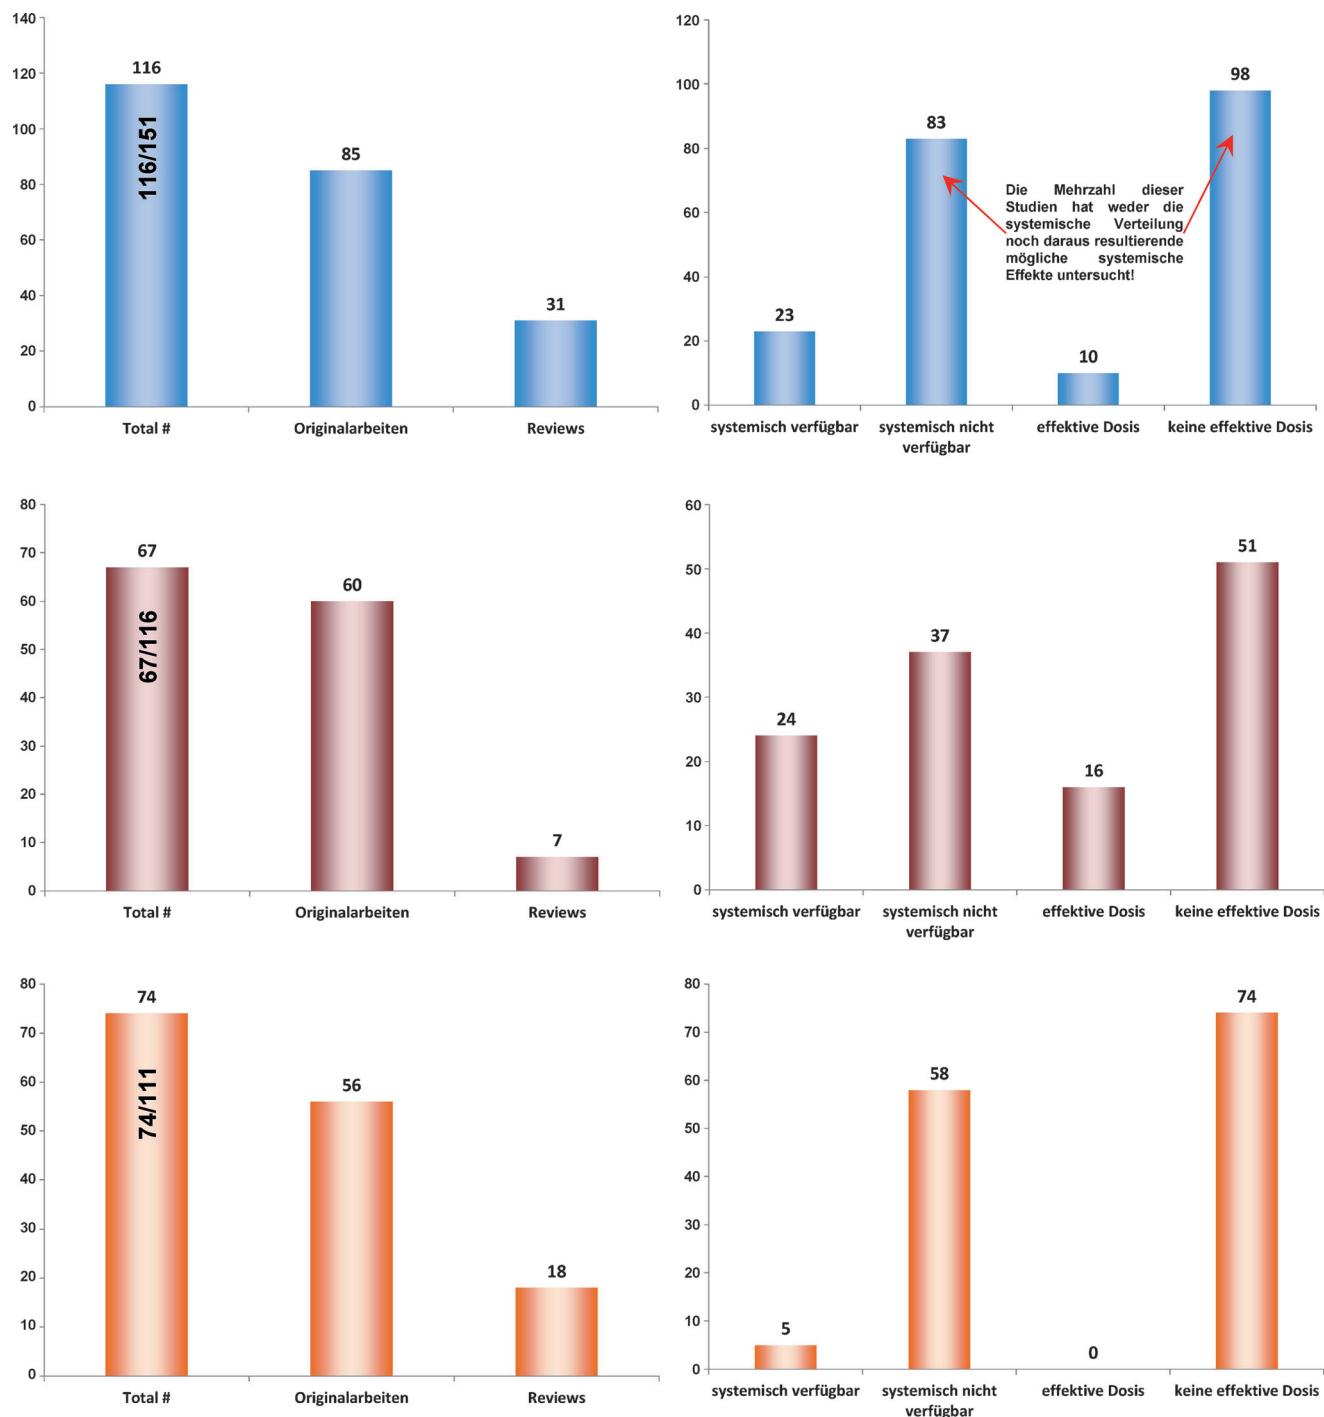 140
120
100
80
60
40
20
0
116
116/151
85
31
Total #
Originalarbeiten
Reviews
120
100
80
60
40
20
0
23
83
10
98
Die Mehrzahl dieser
Studien hat weder die
systemische Verteilung
noch daraus resultierende
mögliche systemische
Effekte untersucht!
systemisch verfügbar
systemisch nicht
verfügbar
effektive Dosis
keine effektive Dosis
80
70
60
50
40
30
20
10
0
67
67/116
60
7
Total #
Originalarbeiten
Reviews
60
50
40
30
20
10
0
24
37
16
51
systemisch verfügbar
systemisch nicht
verfügbar
effektive Dosis
keine effektive Dosis
80
70
60
50
40
30
20
10
0
74
74/111
56
18
Total #
Originalarbeiten
Reviews
80
70
60
50
40
30
20
10
0
5
58
0
74
systemisch verfügbar
systemisch nicht
verfügbar
effektive Dosis
keine effektive Dosis